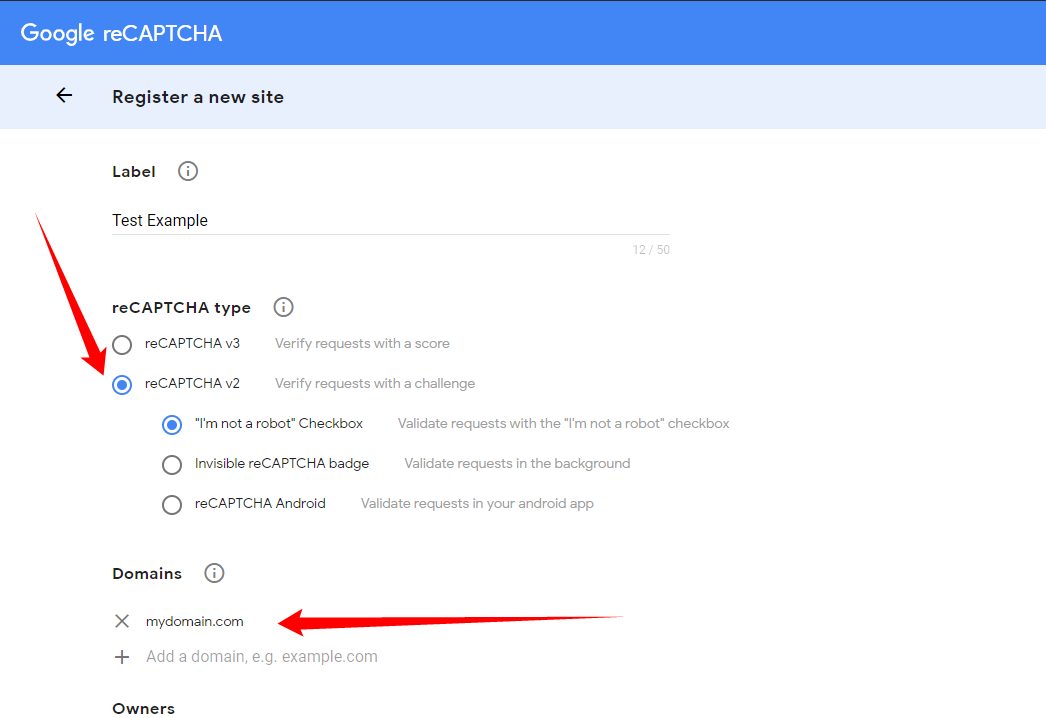 Google reCAPTCHA
Register a new site
Label
Test Example
12 / 50
reCAPTCHA type
reCAPTCHA v3 Verify requests with a score
reCAPTCHA v2 Verify requests with a challenge
"I'm not a robot" Checkbox Validate requests with the "I'm not a robot" checkbox
Invisible reCAPTCHA badge Validate requests in the background
reCAPTCHA Android Validate requests in your android app
Domains
mydomain.com
Add a domain, e.g. example.com
Owners